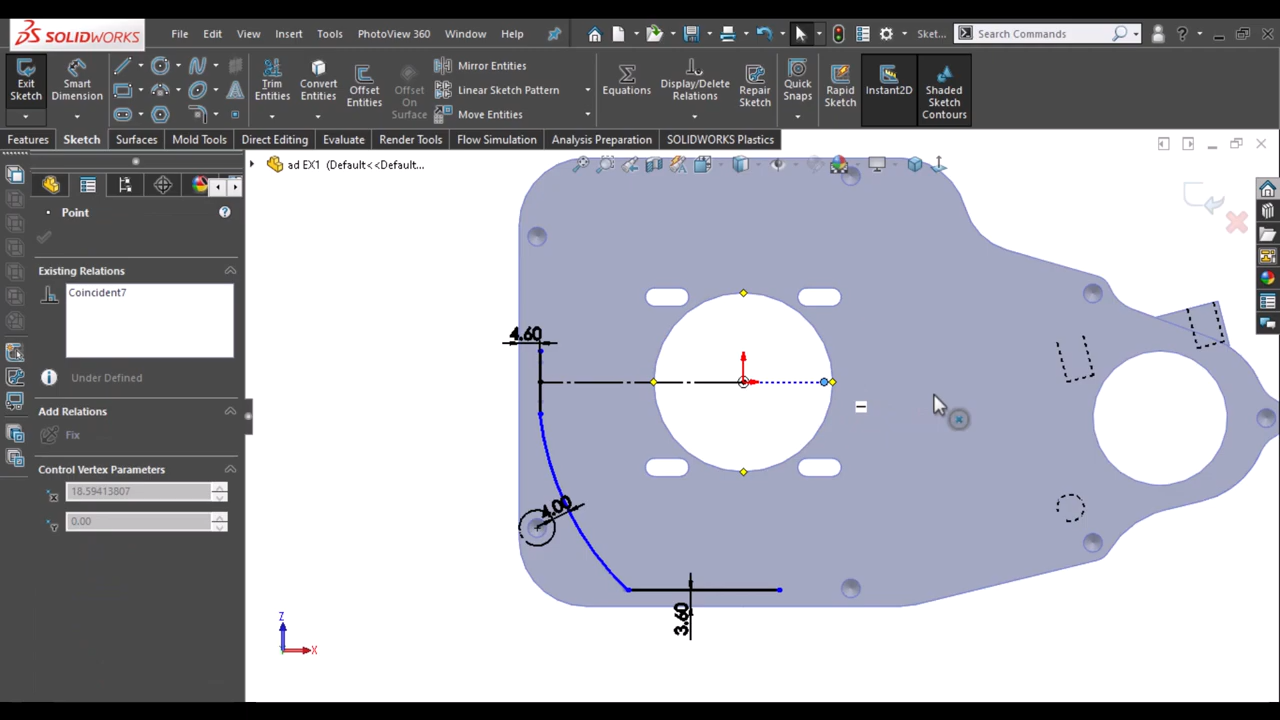 SOLIDWORKS File Edit View Insert Tools PhotoView 360 Window Help Sket... Search Commands
Exit Sketch Smart Dimension Trim Entities Convert Entities Offset Entities Offset On Surface Mirror Entities Linear Sketch Pattern Move Entities Equations Display/Delete Relations Repair Sketch Quick Snaps Rapid Sketch Instant2D Shaded Sketch Contours
Features Sketch Surfaces Mold Tools Direct Editing Evaluate Render Tools Flow Simulation Analysis Preparation SOLIDWORKS Plastics
ad EX1 (Default<<Default...
Point
Existing Relations
Coincident7
Under Defined
Add Relations
Fix
Control Vertex Parameters
18.59413807
0.00
4.60
4.00
3.60
Z
X